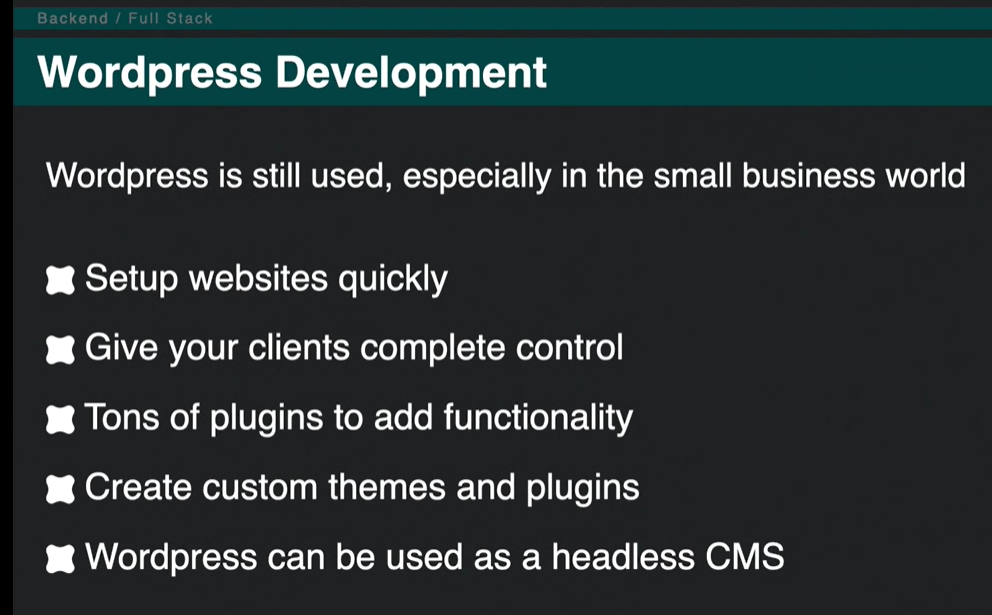 Backend / Full Stack
Wordpress Development
Wordpress is still used, especially in the small business world
Setup websites quickly
Give your clients complete control
Tons of plugins to add functionality
Create custom themes and plugins
Wordpress can be used as a headless CMS